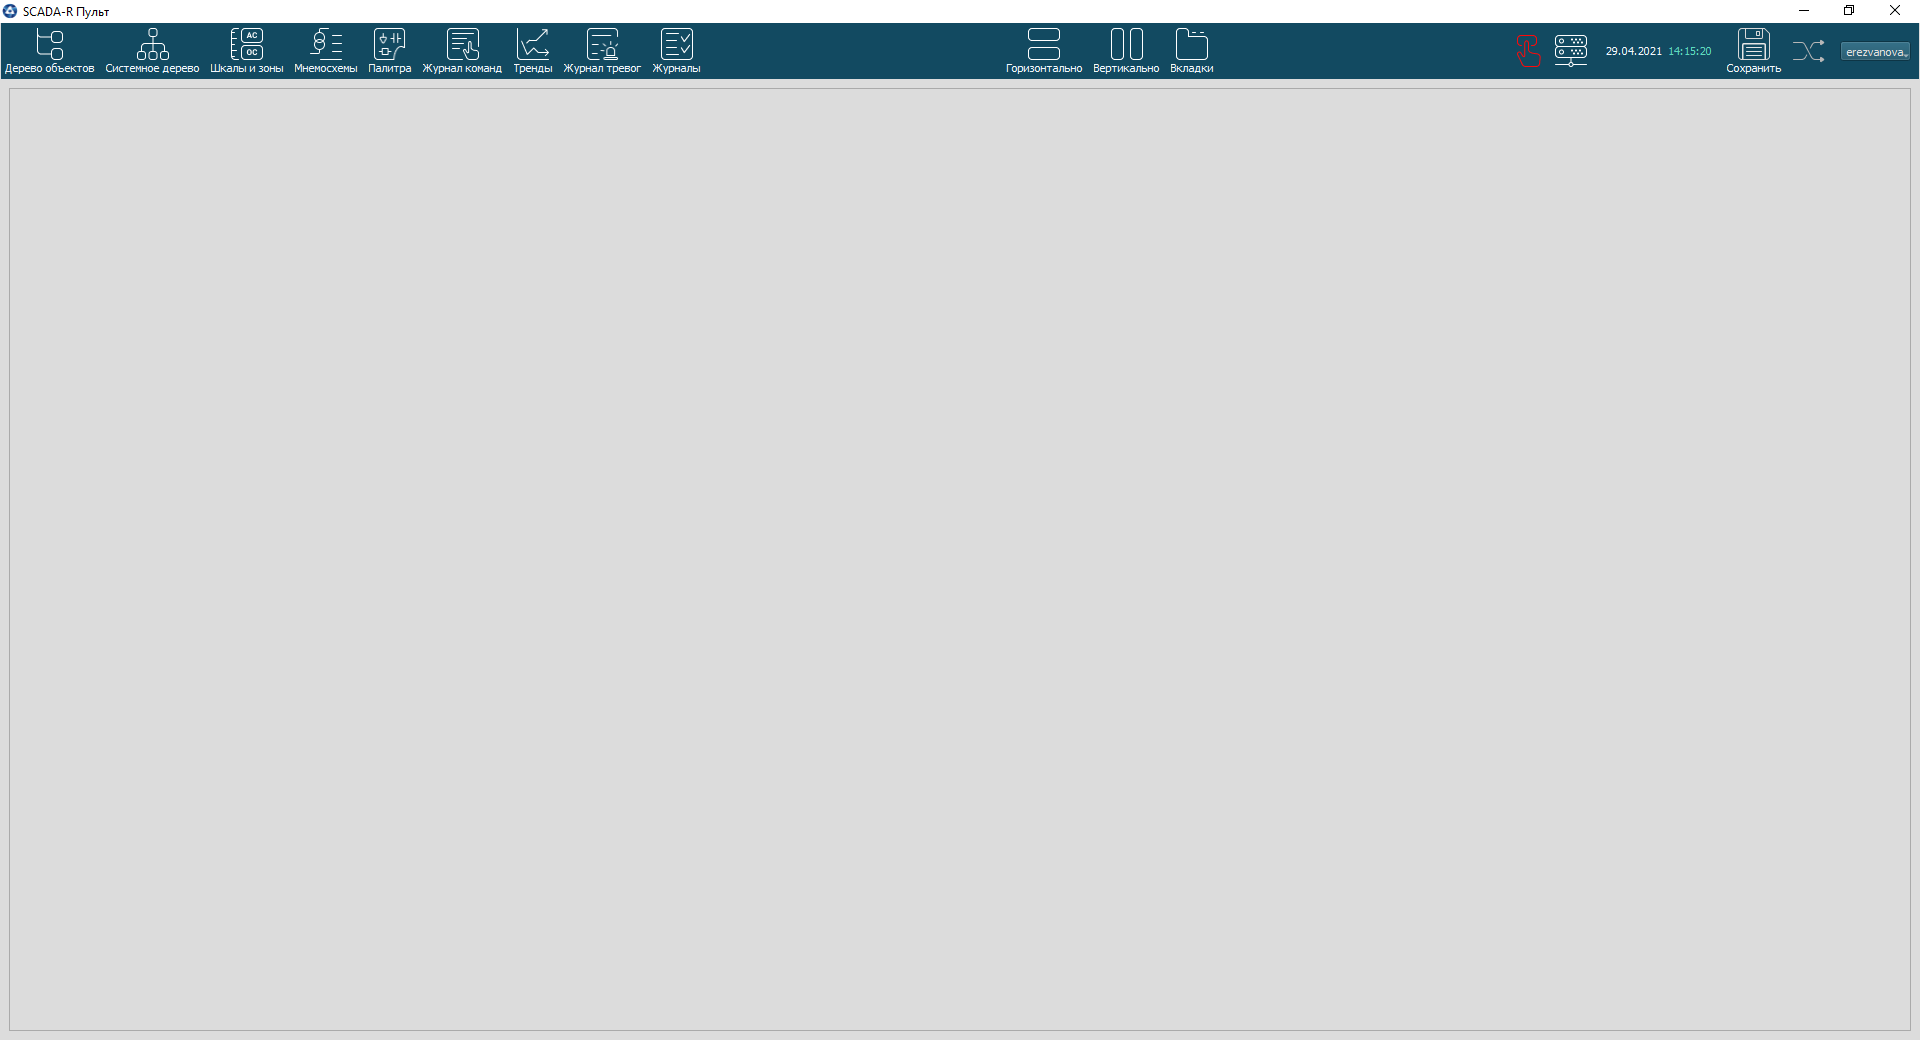 SCADA-R Пульт
AC
OC
Дерево объектов Системное дерево Шкалы и зоны Мнемосхемы Палитра Журнал команд Тренды Журнал тревог Журналы
Горизонтально Вертикально Вкладки
29.04.2021 14:15:20
Сохранить
erezvanova